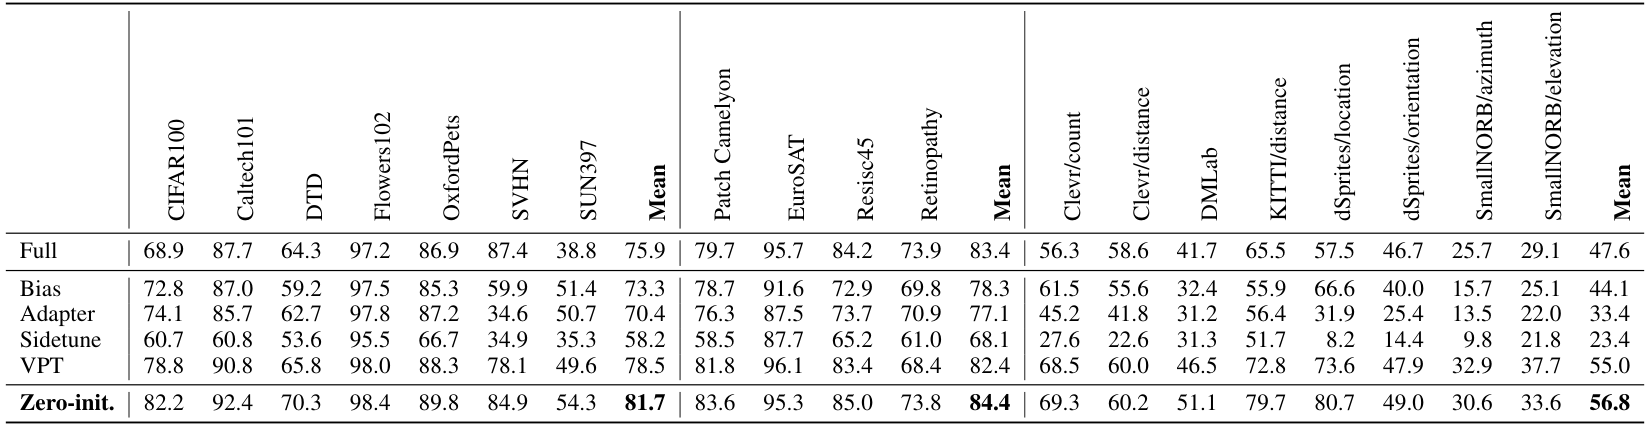 CIFAR100 Caltech101 DTD Flowers102 OxfordPets SVHN SUN397 Mean Patch Camelyon EuroSAT Resisc45 Retinopathy Mean Clevr/count Clevr/distance DMLab KITTI/distance dSprites/location dSprites/orientation SmallNORB/azimuth SmallNORB/elevation Mean
Full 68.9 87.7 64.3 97.2 86.9 87.4 38.8 75.9 79.7 95.7 84.2 73.9 83.4 56.3 58.6 41.7 65.5 57.5 46.7 25.7 29.1 47.6
Bias 72.8 87.0 59.2 97.5 85.3 59.9 51.4 73.3 78.7 91.6 72.9 69.8 78.3 61.5 55.6 32.4 55.9 66.6 40.0 15.7 25.1 44.1
Adapter 74.1 85.7 62.7 97.8 87.2 34.6 50.7 70.4 76.3 87.5 73.7 70.9 77.1 45.2 41.8 31.2 56.4 31.9 25.4 13.5 22.0 33.4
Sidetune 60.7 60.8 53.6 95.5 66.7 34.9 35.3 58.2 58.5 87.7 65.2 61.0 68.1 27.6 22.6 31.3 51.7 8.2 14.4 9.8 21.8 23.4
VPT 78.8 90.8 65.8 98.0 88.3 78.1 49.6 78.5 81.8 96.1 83.4 68.4 82.4 68.5 60.0 46.5 72.8 73.6 47.9 32.9 37.7 55.0
Zero-init. 82.2 92.4 70.3 98.4 89.8 84.9 54.3 81.7 83.6 95.3 85.0 73.8 84.4 69.3 60.2 51.1 79.7 80.7 49.0 30.6 33.6 56.8